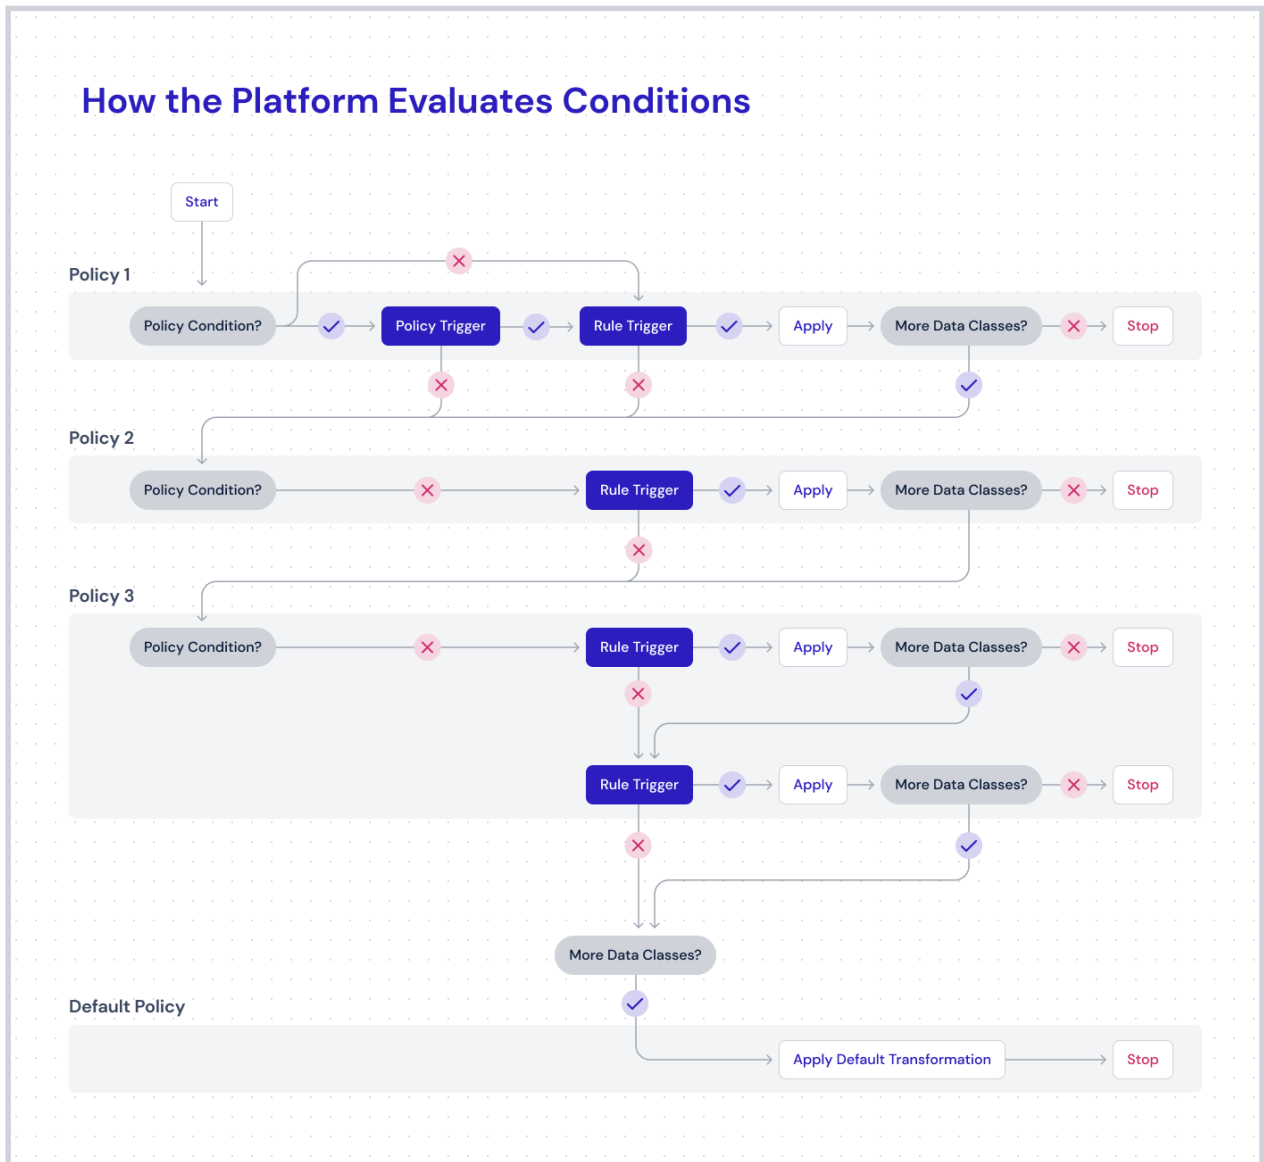 How the Platform Evaluates Conditions
Start
Policy 1
Policy Condition?
Policy Trigger
Rule Trigger
Apply
More Data Classes?
Stop
Policy 2
Policy Condition?
Rule Trigger
Apply
More Data Classes?
Stop
Policy 3
Policy Condition?
Rule Trigger
Apply
More Data Classes?
Stop
Rule Trigger
Apply
More Data Classes?
Stop
More Data Classes?
Default Policy
Apply Default Transformation
Stop